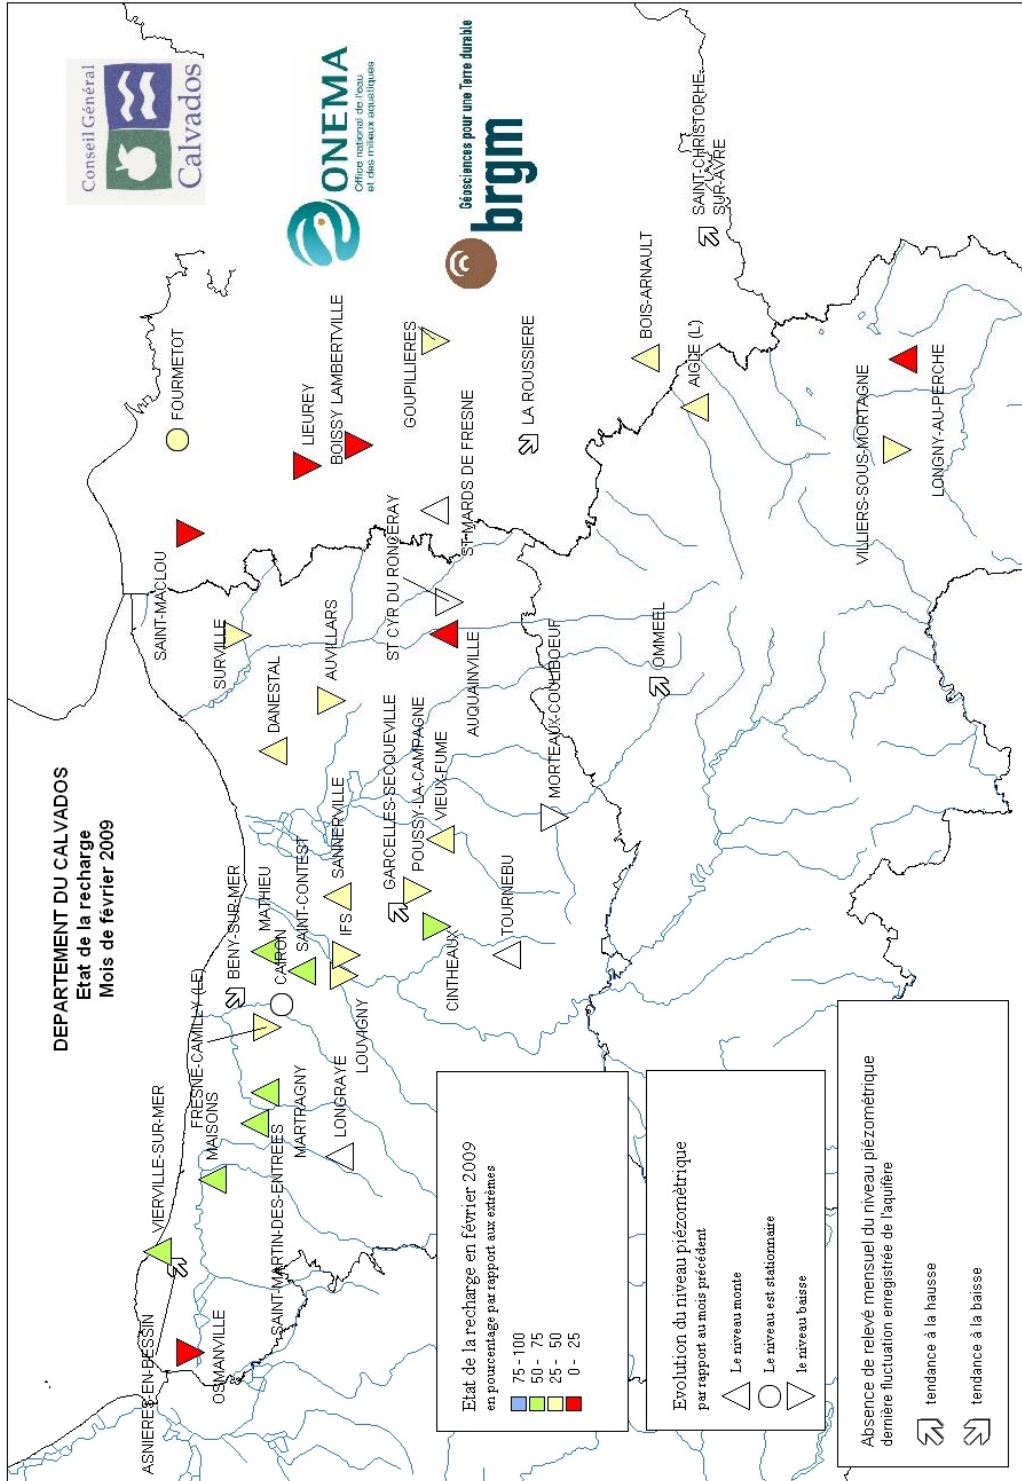 DEPARTEMENT DU CALVADOS
Etat de la recharge
Mois de février 2009
Conseil Général
Calvados
ONEMA
Office national de l'eau
et des milieux aquatiques
Géosciences pour une Terre durable
brgm
ASNIERES-EN-BESSIN
VIERVILLE-SUR-MER
OSMANVILLE
MAISONS
SAINT-MARTIN-DES-ENTREES
MARTRAGNY
FRESNE-CAMILLY (LE)
BENY-SUR-MER
MATHIEU
CAIRON
SAINT-CONTEST
LONGRAYE
LOUVIGNY
IFS
SANNERVILLE
GARCELLES-SECQUEVILLE
POUSSY-LA-CAMPAGNE
VIEUX-FUME
CINTHEAUX
TOURNEBU
MORTEAUX-COULIBOEUF
DANESTAL
AUVILLARS
SURVILLE
SAINT-MACLOU
FOURMETOT
LIEUREY
BOISSY LAMBERTVILLE
GOUPILLIERES
ST-MARDS DE FRESNE
ST CYR DU RONCERAY
AUQUAINVILLE
LA ROUSSIERE
BOIS-ARNAULT
AIGLE (L')
SAINT-CHRISTORHE-
SUR-AVRE
OMMEEL
VILLIERS-SOUS-MORTAGNE
LONGNY-AU-PERCHE
Etat de la recharge en février 2009
en pourcentage par rapport aux extrêmes
75 - 100
50 - 75
25 - 50
0 - 25
Evolution du niveau piézomètrique
par rapport au mois précédent
Le niveau monte
Le niveau est stationnaire
le niveau baisse
Absence de relevé mensuel du niveau piézométrique
dernière fluctuation enregistrée de l'aquifère
tendance à la hausse
tendance à la baisse